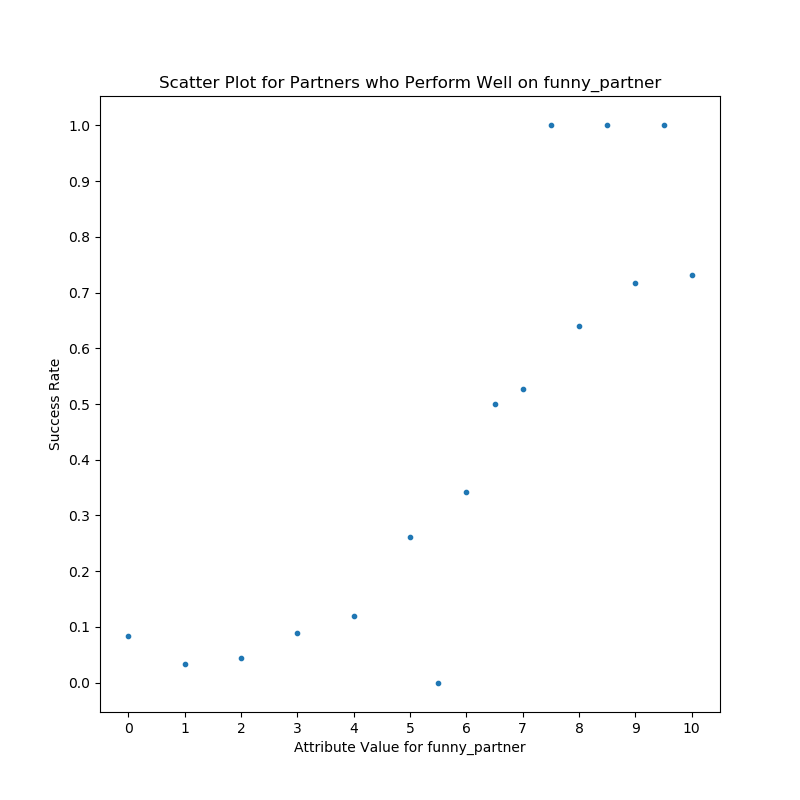 Scatter Plot for Partners who Perform Well on funny_partner
Success Rate
1.0
0.9
0.8
0.7
0.6
0.5
0.4
0.3
0.2
0.1
0.0
0 1 2 3 4 5 6 7 8 9 10
Attribute Value for funny_partner